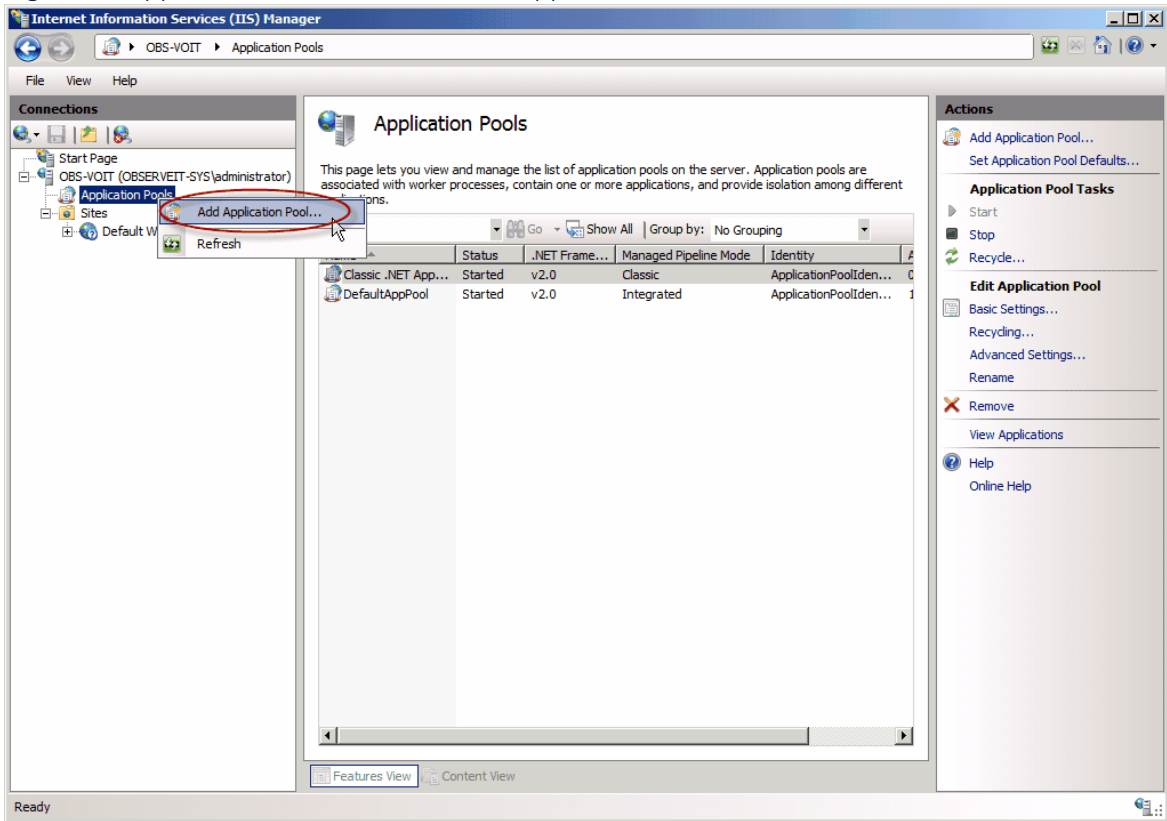 Internet Information Services (IIS) Manager
OBS-VOIT Application Pools
File View Help
Connections
Start Page
OBS-VOIT (OBSERVEIT-SYS\administrator)
Application Pools
Sites
Default W
Add Application Pool...
Refresh
Application Pools
This page lets you view and manage the list of application pools on the server. Application pools are
associated with worker processes, contain one or more applications, and provide isolation among different
Go Show All Group by: No Grouping
Status .NET Frame... Managed Pipeline Mode Identity
Classic .NET App... Started v2.0 Classic ApplicationPoolIden...
DefaultAppPool Started v2.0 Integrated ApplicationPoolIden...
Features View Content View
Actions
Add Application Pool...
Set Application Pool Defaults...
Application Pool Tasks
Start
Stop
Recycle...
Edit Application Pool
Basic Settings...
Recycling...
Advanced Settings...
Rename
Remove
View Applications
Help
Online Help
Ready